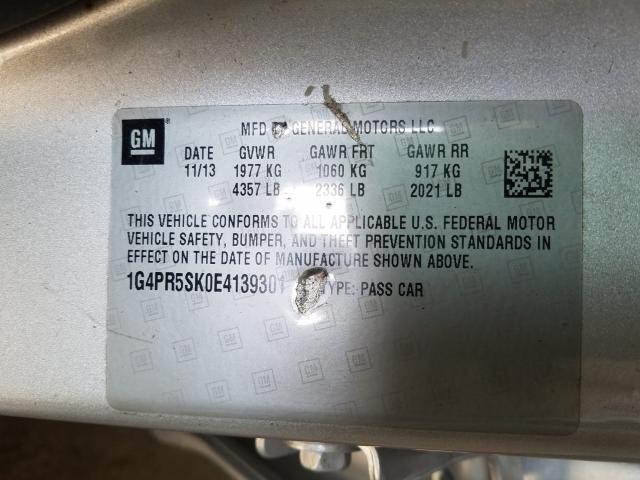 GM
MFD GENERAL MOTORS LLC
DATE GVWR GAWR FRT GAWR RR
11/13 1977 KG 1060 KG 917 KG
4357 LB 2336 LB 2021 LB
THIS VEHICLE CONFORMS TO ALL APPLICABLE U.S. FEDERAL MOTOR
VEHICLE SAFETY, BUMPER, AND THEFT PREVENTION STANDARDS IN
EFFECT ON THE DATE OF MANUFACTURE SHOWN ABOVE.
1G4PR5SK0E4139301 TYPE: PASS CAR